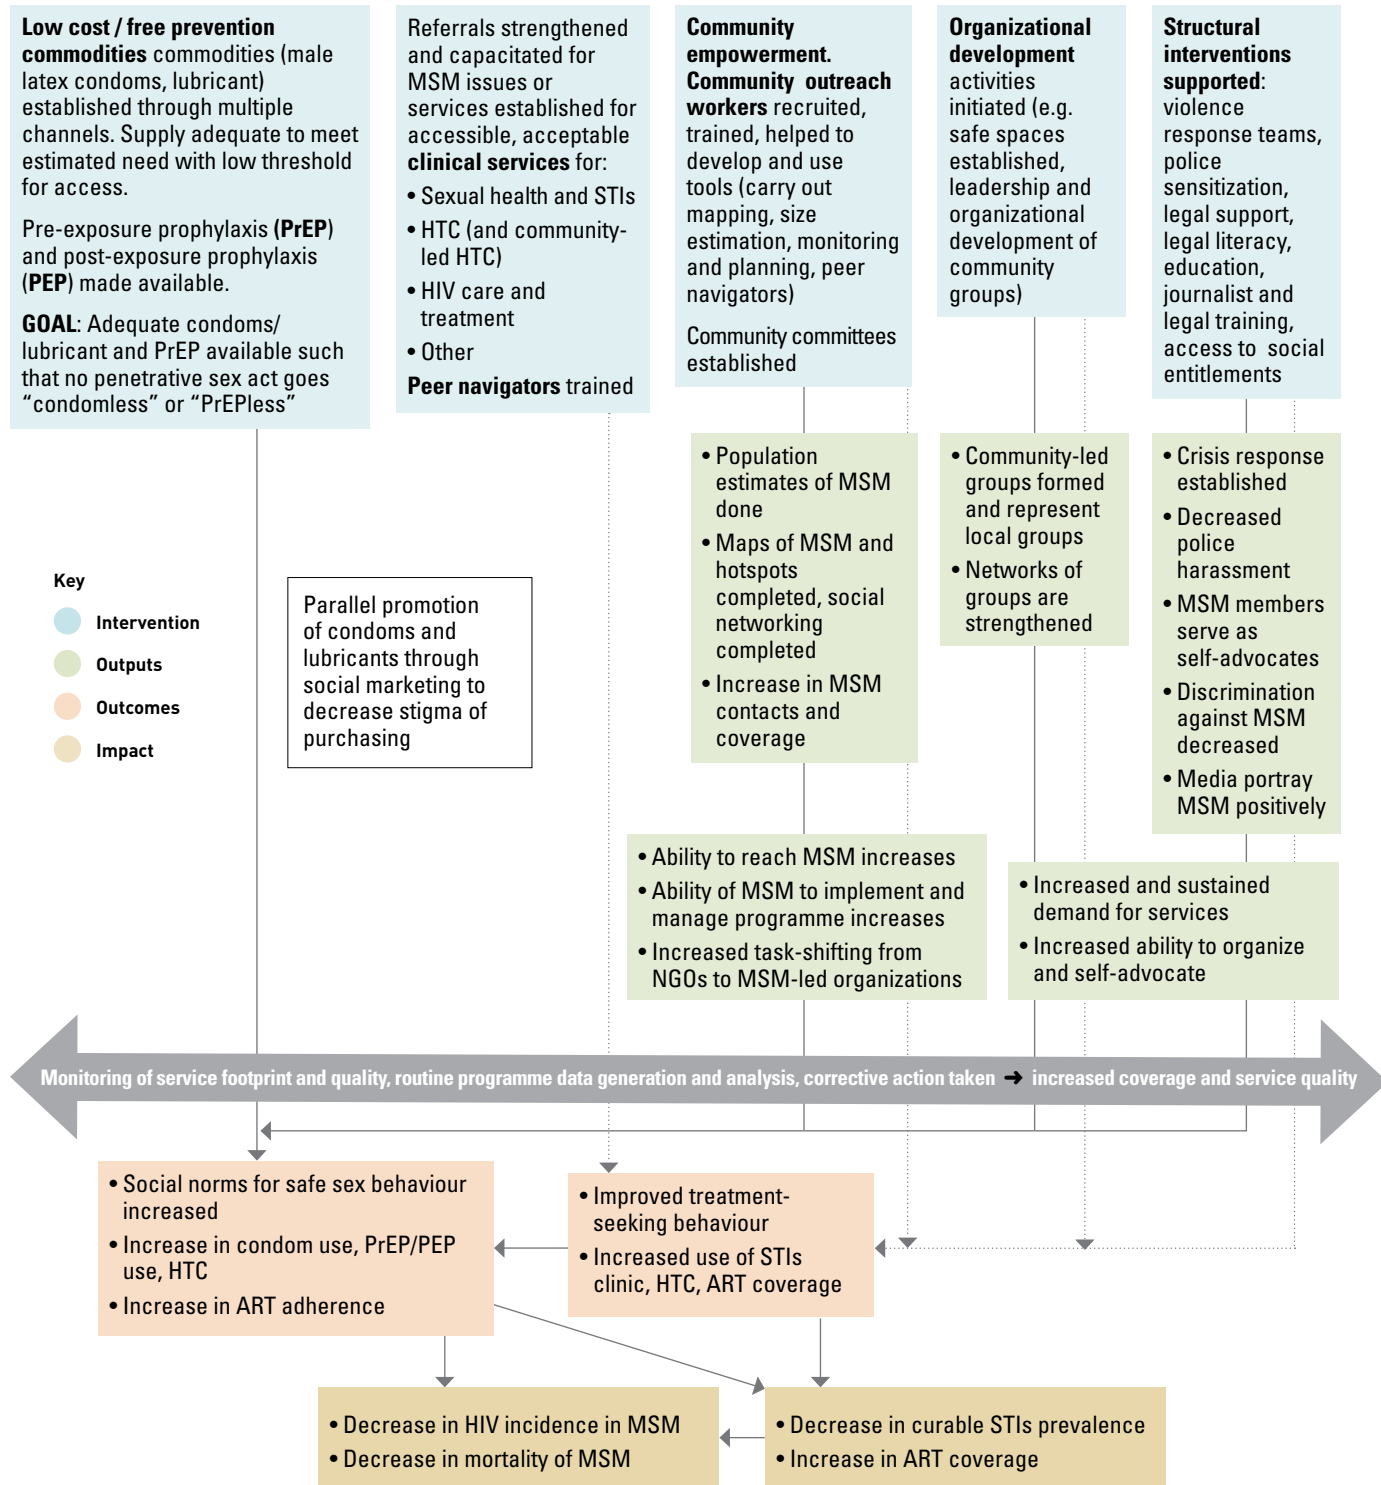 Low cost / free prevention
commodities commodities (male
latex condoms, lubricant)
established through multiple
channels. Supply adequate to meet
estimated need with low threshold
for access.
Pre-exposure prophylaxis (PrEP)
and post-exposure prophylaxis
(PEP) made available.
GOAL: Adequate condoms/
lubricant and PrEP available such
that no penetrative sex act goes
“condomless” or “PrEPless”
Referrals strengthened
and capacitated for
MSM issues or
services established for
accessible, acceptable
clinical services for:
• Sexual health and STIs
• HTC (and community-
led HTC)
• HIV care and
treatment
• Other
Peer navigators trained
Community
empowerment.
Community outreach
workers recruited,
trained, helped to
develop and use
tools (carry out
mapping, size
estimation, monitoring
and planning, peer
navigators)
Community committees
established
Organizational
development
activities
initiated (e.g.
safe spaces
established,
leadership and
organizational
development of
community
groups)
Structural
interventions
supported:
violence
response teams,
police
sensitization,
legal support,
legal literacy,
education,
journalist and
legal training,
access to social
entitlements
• Population
estimates of MSM
done
• Maps of MSM and
hotspots
completed, social
networking
completed
• Increase in MSM
contacts and
coverage
• Community-led
groups formed
and represent
local groups
• Networks of
groups are
strengthened
• Crisis response
established
• Decreased
police
harassment
• MSM members
serve as
self-advocates
• Discrimination
against MSM
decreased
• Media portray
MSM positively
Key
Intervention
Outputs
Outcomes
Impact
Parallel promotion
of condoms and
lubricants through
social marketing to
decrease stigma of
purchasing
• Ability to reach MSM increases
• Ability of MSM to implement and
manage programme increases
• Increased task-shifting from
NGOs to MSM-led organizations
• Increased and sustained
demand for services
• Increased ability to organize
and self-advocate
Monitoring of service footprint and quality, routine programme data generation and analysis, corrective action taken ➜ increased coverage and service quality
• Social norms for safe sex behaviour
increased
• Increase in condom use, PrEP/PEP
use, HTC
• Increase in ART adherence
• Improved treatment-
seeking behaviour
• Increased use of STIs
clinic, HTC, ART coverage
• Decrease in HIV incidence in MSM
• Decrease in mortality of MSM
• Decrease in curable STIs prevalence
• Increase in ART coverage